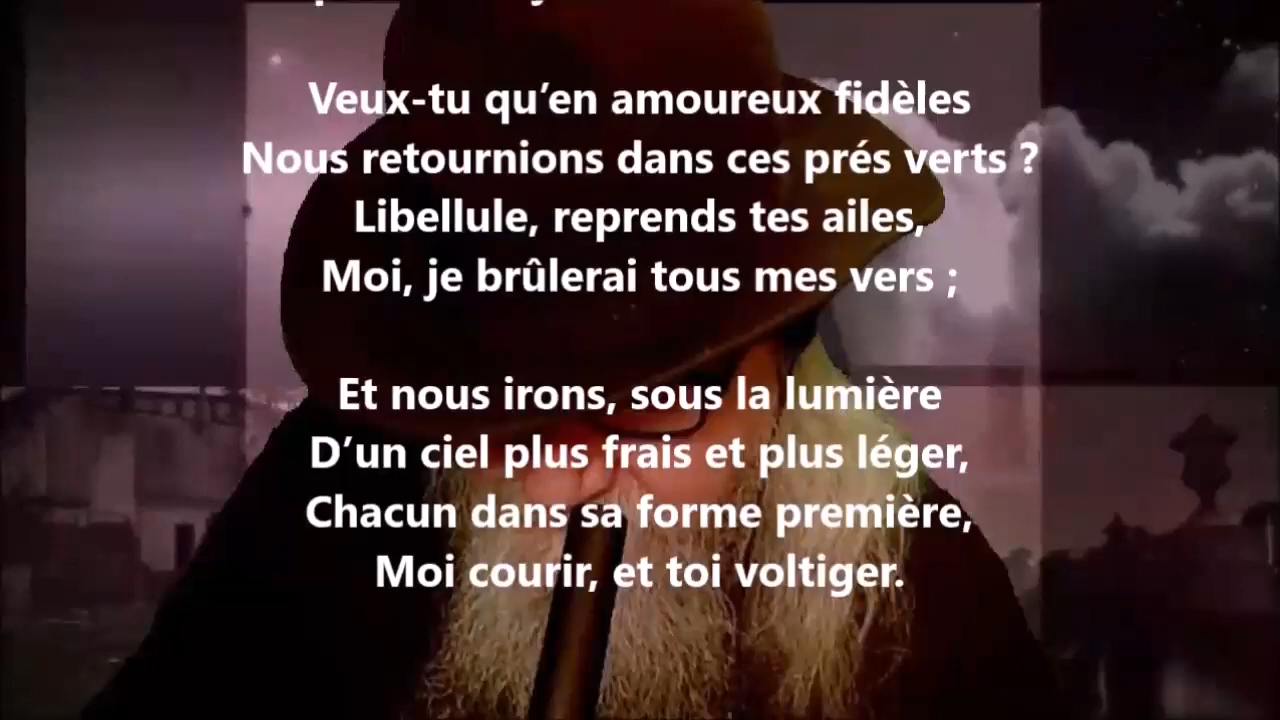 Veux-tu qu’en amoureux fidèles
Nous retournions dans ces prés verts ?
Libellule, reprends tes ailes,
Moi, je brûlerai tous mes vers ;
Et nous irons, sous la lumière
D’un ciel plus frais et plus léger,
Chacun dans sa forme première,
Moi courir, et toi voltiger.